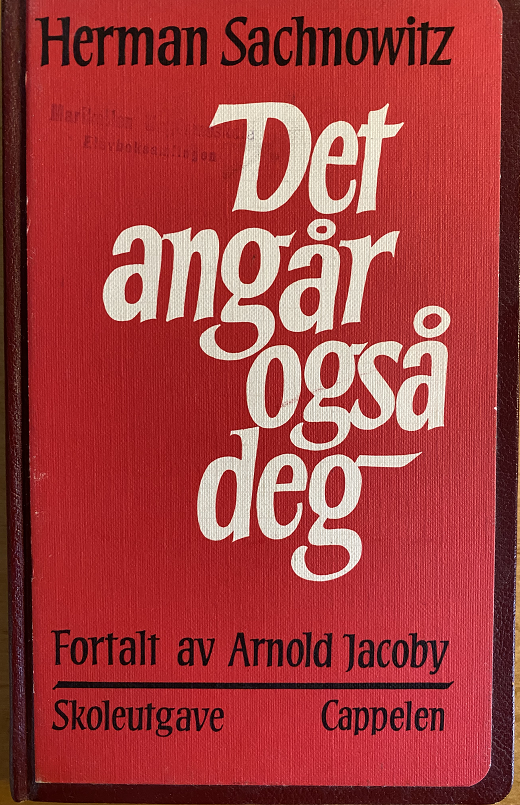 Herman Sachnowitz
Det
angår
også
deg
Fortalt av Arnold Jacoby
Skoleutgave Cappelen